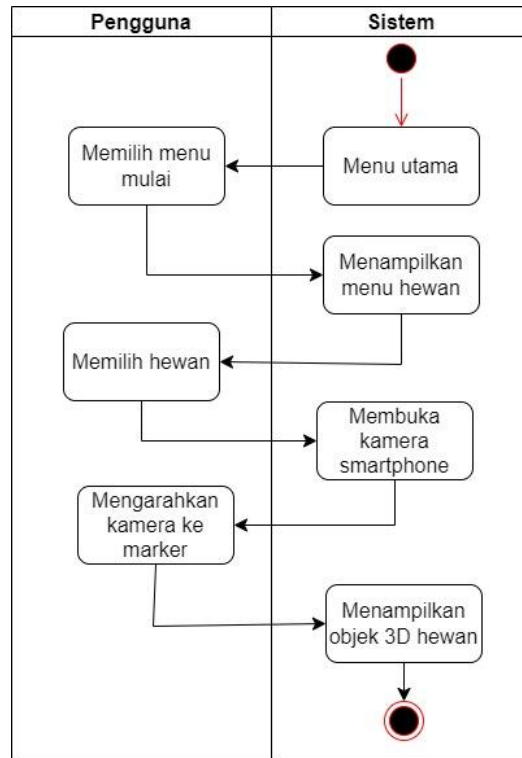 Pengguna
Sistem
Menu utama
Memilih menu
mulai
Menampilkan
menu hewan
Memilih hewan
Membuka
kamera
smartphone
Mengarahkan
kamera ke
marker
Menampilkan
objek 3D hewan